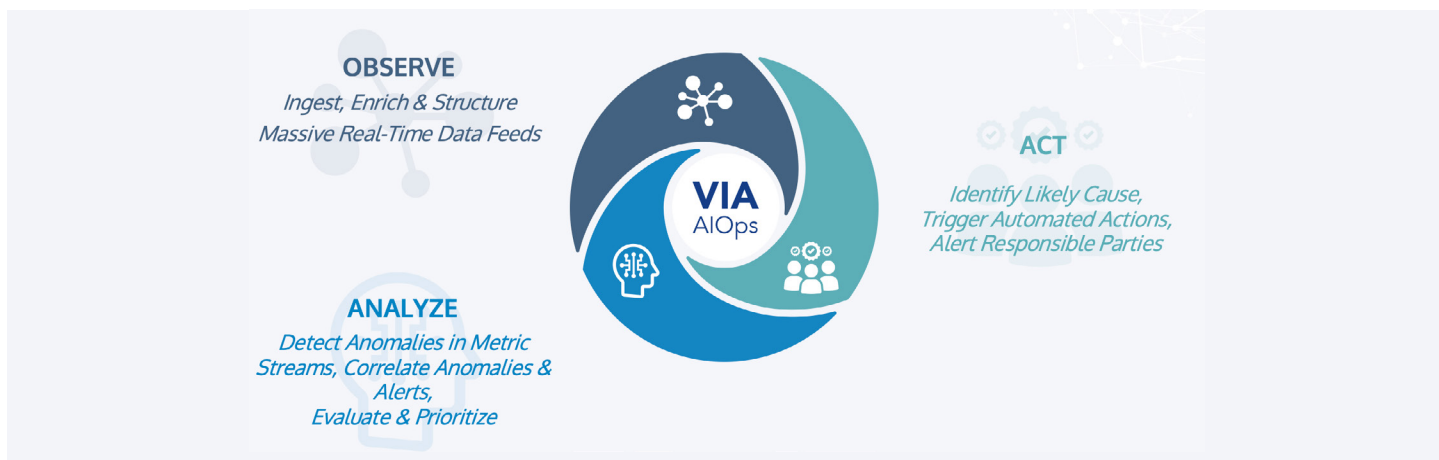 OBSERVE
Ingest, Enrich & Structure
Massive Real-Time Data Feeds
ANALYZE
Detect Anomalies in Metric
Streams, Correlate Anomalies &
Alerts,
Evaluate & Prioritize
VIA
AIOps
ACT
Identify Likely Cause,
Trigger Automated Actions,
Alert Responsible Parties